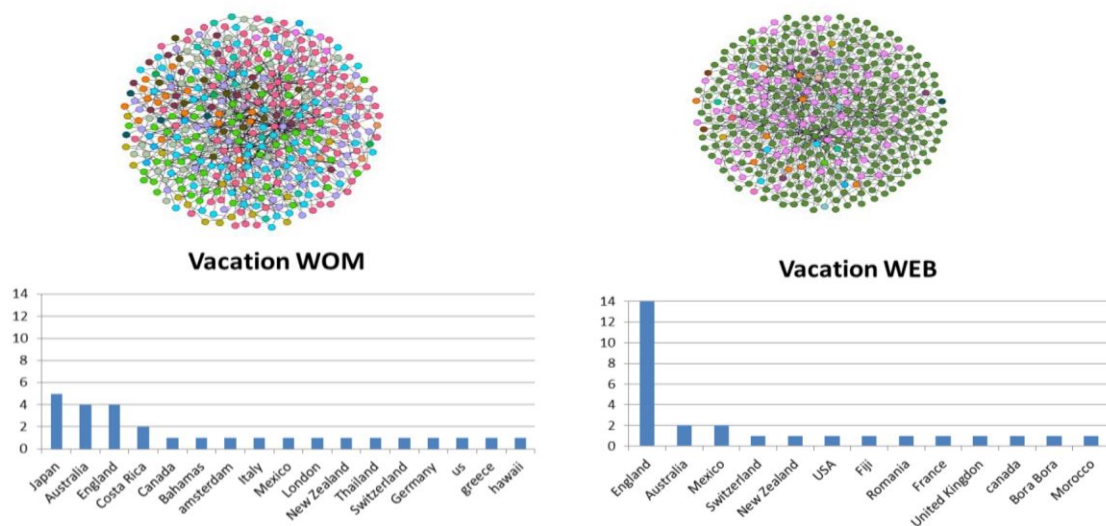 Vacation WOM
14
12
10
8
6
4
2
0
Japan
Australia
England
Costa Rica
Canada
Bahamas
amsterdam
Italy
Mexico
London
New Zealand
Thailand
Switzerland
Germany
us
greece
hawaii
Vacation WEB
14
12
10
8
6
4
2
0
England
Australia
Mexico
Switzerland
New Zealand
USA
Fiji
Romania
France
United Kingdom
canada
Bora Bora
Morocco